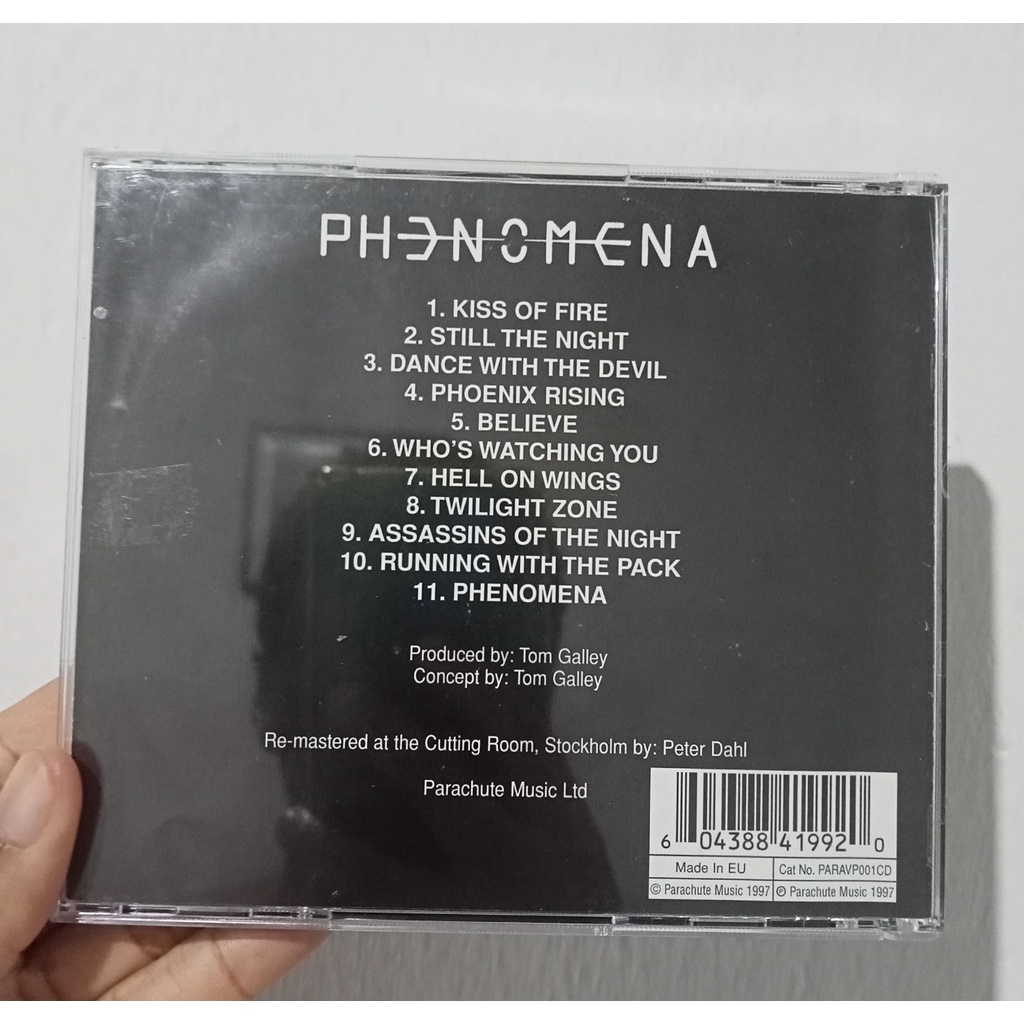 PHENOMENA
1. KISS OF FIRE
2. STILL THE NIGHT
3. DANCE WITH THE DEVIL
4. PHOENIX RISING
5. BELIEVE
6. WHO'S WATCHING YOU
7. HELL ON WINGS
8. TWILIGHT ZONE
9. ASSASSINS OF THE NIGHT
10. RUNNING WITH THE PACK
11. PHENOMENA
Produced by: Tom Galley
Concept by: Tom Galley
Re-mastered at the Cutting Room, Stockholm by: Peter Dahl
Parachute Music Ltd
6 04388 41992 0
Made In EU
Cat No. PARAVP001CD
© Parachute Music 1997
℗ Parachute Music 1997